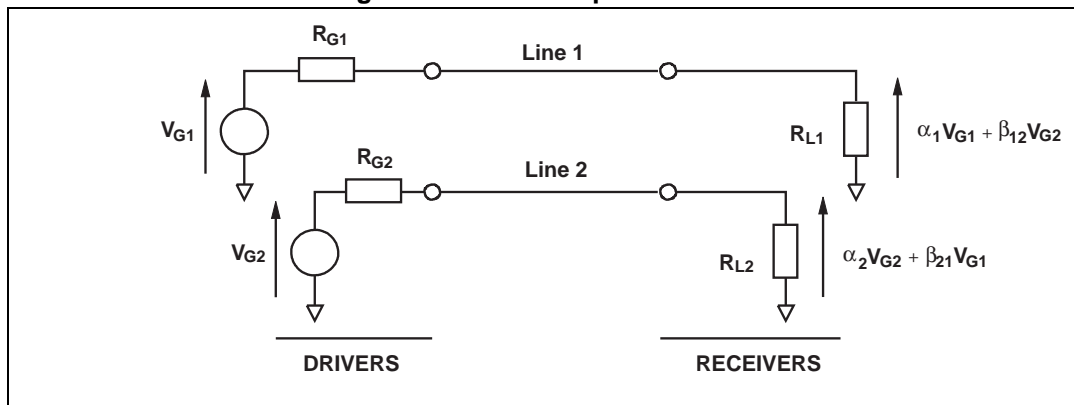 R_G1
Line 1
V_G1
R_L1
α_1V_G1 + β_12V_G2
R_G2
Line 2
V_G2
R_L2
α_2V_G2 + β_21V_G1
DRIVERS
RECEIVERS